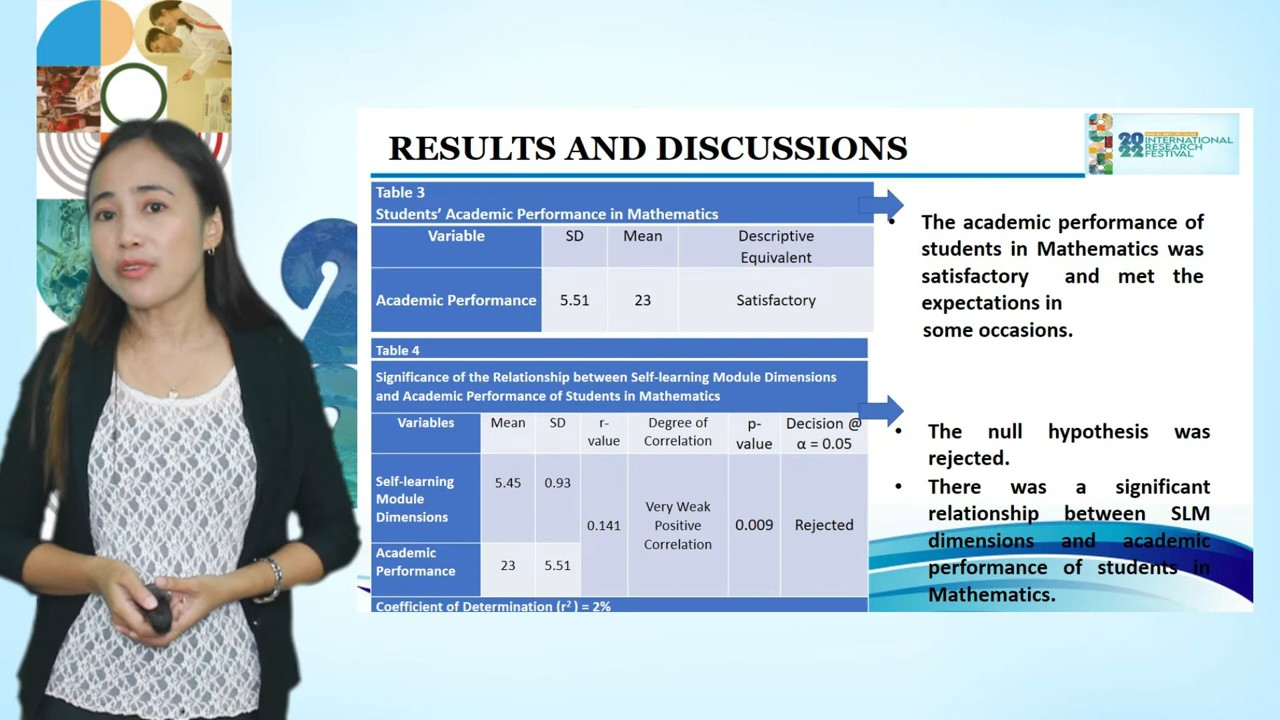 RESULTS AND DISCUSSIONS
20
22
INTERNATIONAL
RESEARCH
FESTIVAL
Table 3
Students' Academic Performance in Mathematics
Variable SD Mean Descriptive
Equivalent
Academic Performance 5.51 23 Satisfactory
• The academic performance of
students in Mathematics was
satisfactory and met the
expectations in
some occasions.
Table 4
Significance of the Relationship between Self-learning Module Dimensions
and Academic Performance of Students in Mathematics
Variables Mean SD r- Degree of p- Decision @
value Correlation value α = 0.05
Self-learning 5.45 0.93
Module
Dimensions
0.141 Very Weak 0.009 Rejected
Positive
Correlation
Academic 23 5.51
Performance
Coefficient of Determination (r²) = 2%
• The null hypothesis was
rejected.
• There was a significant
relationship between SLM
dimensions and academic
performance of students in
Mathematics.